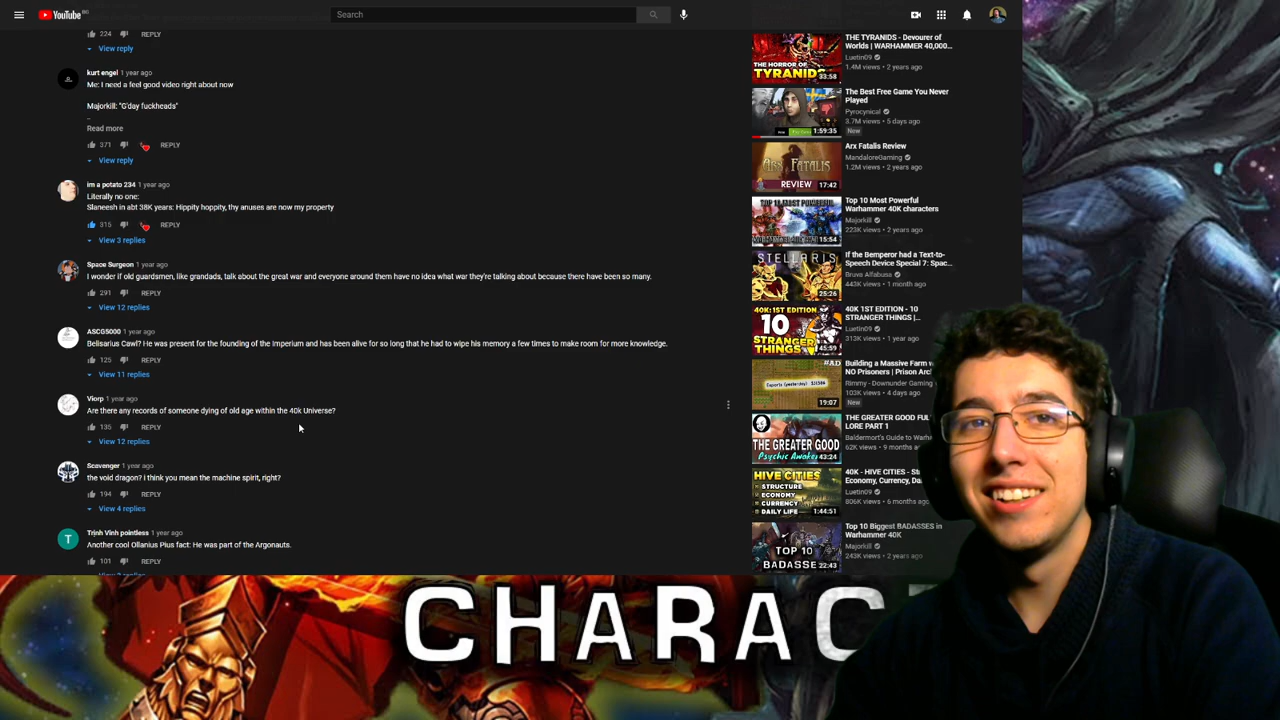 YouTube BG
Search
224 REPLY
View reply
kurt engel 1 year ago
Me: I need a feel good video right about now
Majorkill: "G'day fuckheads"
..
Read more
371 REPLY
View reply
im a potato 234 1 year ago
Literally no one:
Slaneesh in abt 38K years: Hippity hoppity, thy anuses are now my property
315 REPLY
View 3 replies
Space Surgeon 1 year ago
I wonder if old guardsmen, like grandads, talk about the great war and everyone around them have no idea what war they're talking about because there have been so many.
291 REPLY
View 12 replies
ASCG5000 1 year ago
Belisarius Cawl? He was present for the founding of the Imperium and has been alive for so long that he had to wipe his memory a few times to make room for more knowledge.
125 REPLY
View 11 replies
Viorp 1 year ago
Are there any records of someone dying of old age within the 40k Universe?
135 REPLY
View 12 replies
Scavenger 1 year ago
the void dragon? i think you mean the machine spirit, right?
194 REPLY
View 4 replies
T
Trịnh Vinh pointless 1 year ago
Another cool Ollanius Pius fact: He was part of the Argonauts.
101 REPLY
THE HORROR OF
TYRANIDS
33:58
THE TYRANIDS - Devourer of
Worlds | WARHAMMER 40,000...
Luetin09
1.4M views • 2 years ago
1:59:35
The Best Free Game You Never
Played
Pyrocynical
3.7M views • 5 days ago
New
ARX FATALIS
REVIEW
17:42
Arx Fatalis Review
MandaloreGaming
1.2M views • 2 years ago
TOP 10 MOST POWERFUL
15:54
Top 10 Most Powerful
Warhammer 40K characters
Majorkill
223K views • 2 years ago
STELLARIS
25:26
If the Bemperor had a Text-to-
Speech Device Special 7: Spac...
Bruva Alfabusa
443K views • 1 month ago
40K: 1ST EDITION
10
STRANGER
THINGS
45:59
40K 1ST EDITION - 10
STRANGER THINGS |...
Luetin09
313K views • 1 year ago
#AD
19:07
Building a Massive Farm w
NO Prisoners | Prison Arc
Rimmy - Downunder Gaming
103K views • 4 days ago
New
THE GREATER GOOD
Psychic Awake
43:24
THE GREATER GOOD FUL
LORE PART 1
Baldermort's Guide to Warh
62K views • 9 months ag
HIVE CITIES
STRUCTURE
ECONOMY
CURRENCY
DAILY LIFE
1:44:51
40K - HIVE CITIES - St
Economy, Currency, Da
Luetin09
806K views • 6 months
TOP 10
BADASSE
22:43
Top 10 Biggest BADASSES in
Warhammer 40K
Majorkill
243K views • 2 years ago
CHARAC